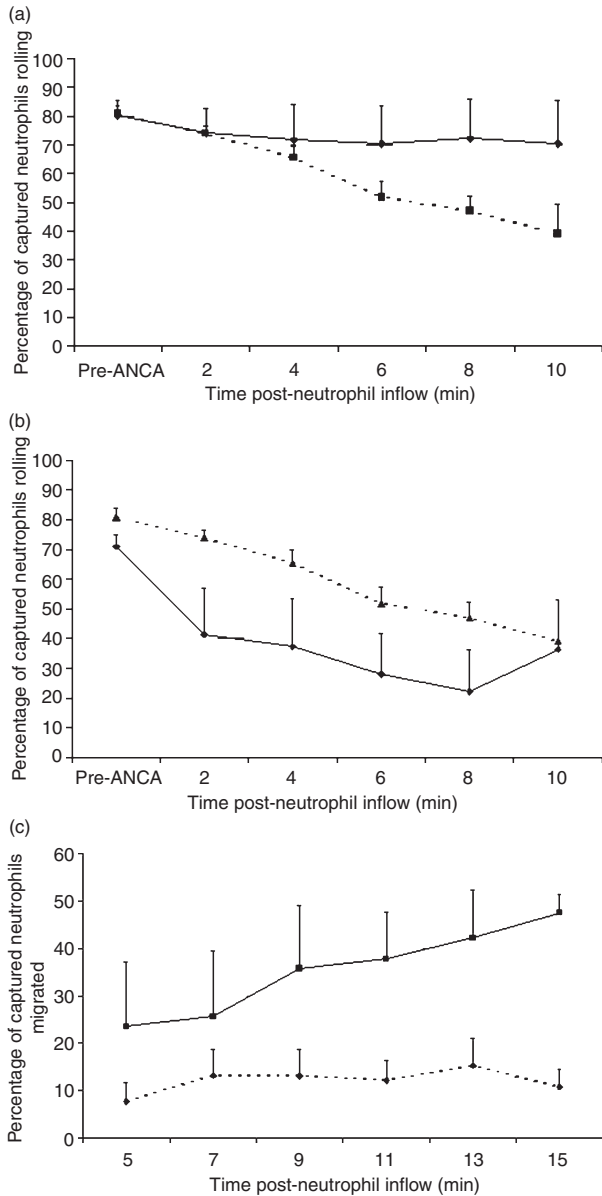 (a)
Percentage of captured neutrophils rolling
100
90
80
70
60
50
40
30
20
10
0
Pre-ANCA 2 4 6 8 10
Time post-neutrophil inflow (min)
(b)
Percentage of captured neutrophils rolling
100
90
80
70
60
50
40
30
20
10
0
Pre-ANCA 2 4 6 8 10
Time post-neutrophil inflow (min)
(c)
Percentage of captured neutrophils
migrated
60
50
40
30
20
10
0
5 7 9 11 13 15
Time post-neutrophil inflow (min)